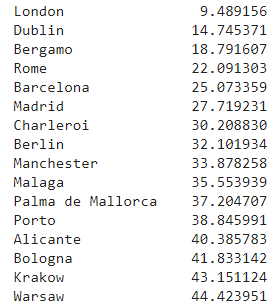 London 9.489156
Dublin 14.745371
Bergamo 18.791607
Rome 22.091303
Barcelona 25.073359
Madrid 27.719231
Charleroi 30.208830
Berlin 32.101934
Manchester 33.878258
Malaga 35.553939
Palma de Mallorca 37.204707
Porto 38.845991
Alicante 40.385783
Bologna 41.833142
Krakow 43.151124
Warsaw 44.423951